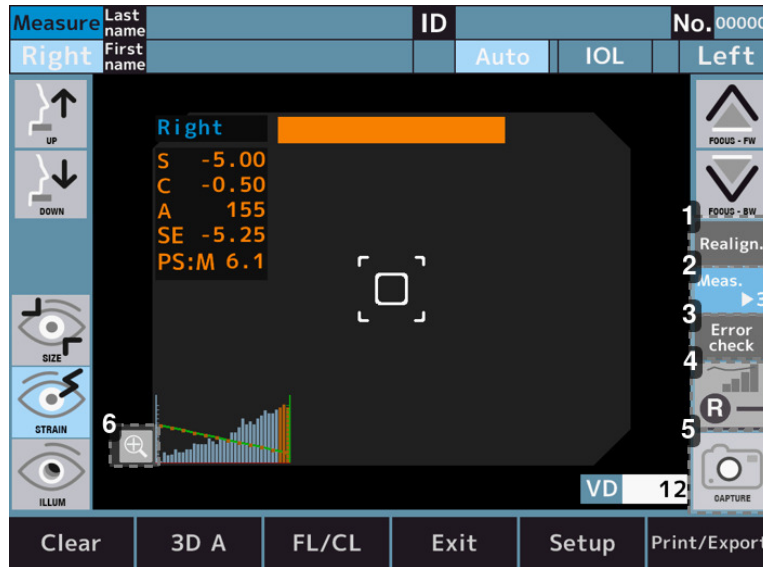 Measure Last name ID No. 00000
Right First name Auto IOL Left
UP
DOWN
SIZE
STRAIN
ILLUM
Right
S -5.00
C -0.50
A 155
SE -5.25
PS:M 6.1
6
FOCUS - FW
FOCUS - BW
1
Realign.
2
Meas.
▶3
3
Error
check
4
R
5
CAPTURE
VD 12
Clear 3D A FL/CL Exit Setup Print/Export